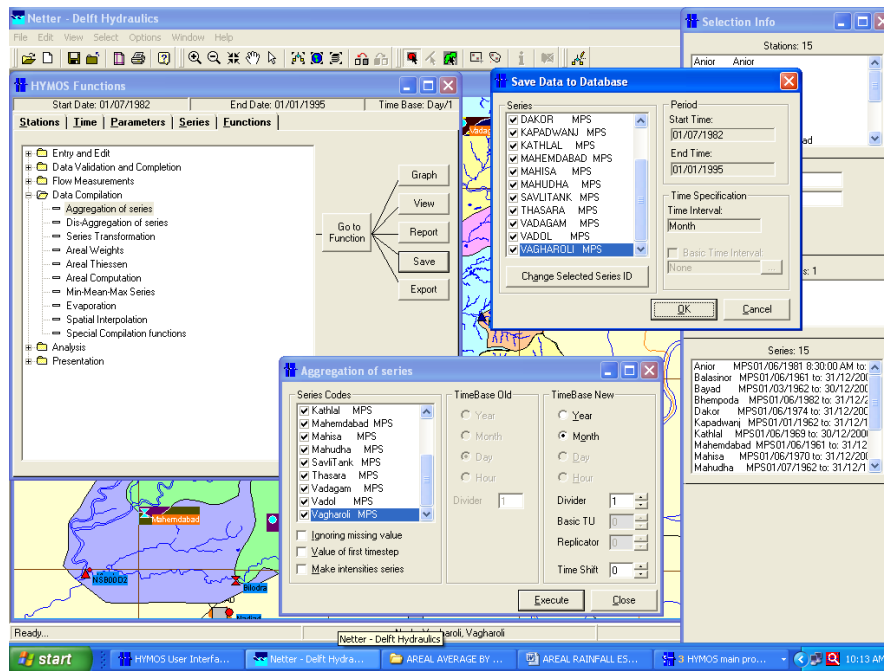 Netter - Delft Hydraulics
File Edit View Select Options Window Help
HYMOS Functions
Start Date: 01/07/1982 End Date: 01/01/1995 Time Base: Day/1
Stations Time Parameters Series Functions
Entry and Edit
Data Validation and Completion
Flow Measurements
Data Compilation
Aggregation of series
Dis-Aggregation of series
Series Transformation
Areal Weights
Areal Thiessen
Areal Computation
Min-Mean-Max Series
Evaporation
Spatial Interpolation
Special Compilation functions
Analysis
Presentation
Go to Function
Graph
View
Report
Save
Export
Save Data to Database
Series
DAKOR MPS
KAPADWANJ MPS
KATHLAL MPS
MAHEMDABAD MPS
MAHISA MPS
MAHUDHA MPS
SAVLITANK MPS
THASARA MPS
VADAGAM MPS
VADOL MPS
VAGHAROLI MPS
Change Selected Series ID
Period
Start Time:
01/07/1982
End Time:
01/01/1995
Time Specification
Time Interval:
Month
Basic Time Interval:
None
...
OK
Cancel
Selection Info
Stations: 15
Anior Anior
Series: 15
Anior MPS01/06/1981 8:30:00 AM to:
Balasinor MPS01/06/1961 to: 31/12/200
Bayad MPS01/03/1962 to: 30/12/200
Bhempoda MPS01/06/1982 to: 31/12/2
Dakor MPS01/06/1974 to: 31/12/200
Kapadwanj MPS01/01/1962 to: 31/12/1
Kathlal MPS01/06/1969 to: 30/12/200
Mahemdabad MPS01/06/1961 to: 31/12
Mahisa MPS01/06/1970 to: 31/12/200
Mahudha MPS01/07/1962 to: 31/12/1
Aggregation of series
Series Codes
Kathlal MPS
Mahemdabad MPS
Mahisa MPS
Mahudha MPS
SavliTank MPS
Thasara MPS
Vadagam MPS
Vadol MPS
Vagharoli MPS
Ignoring missing value
Value of first timestep
Make intensities series
TimeBase Old
Year
Month
Day
Hour
Divider 1
TimeBase New
Year
Month
Day
Hour
Divider 1
Basic TU 0
Replicator 0
Time Shift 0
Execute
Close
Mahemdabad
NSB00D2
Bilodra
Ready...
Netter - Delft Hydraulics
start
HYMOS User Interfa...
Netter - Delft Hydra...
AREAL AVERAGE BY ...
AREAL RAINFALL ES...
3 HYMOS main pro...
10:13 AM